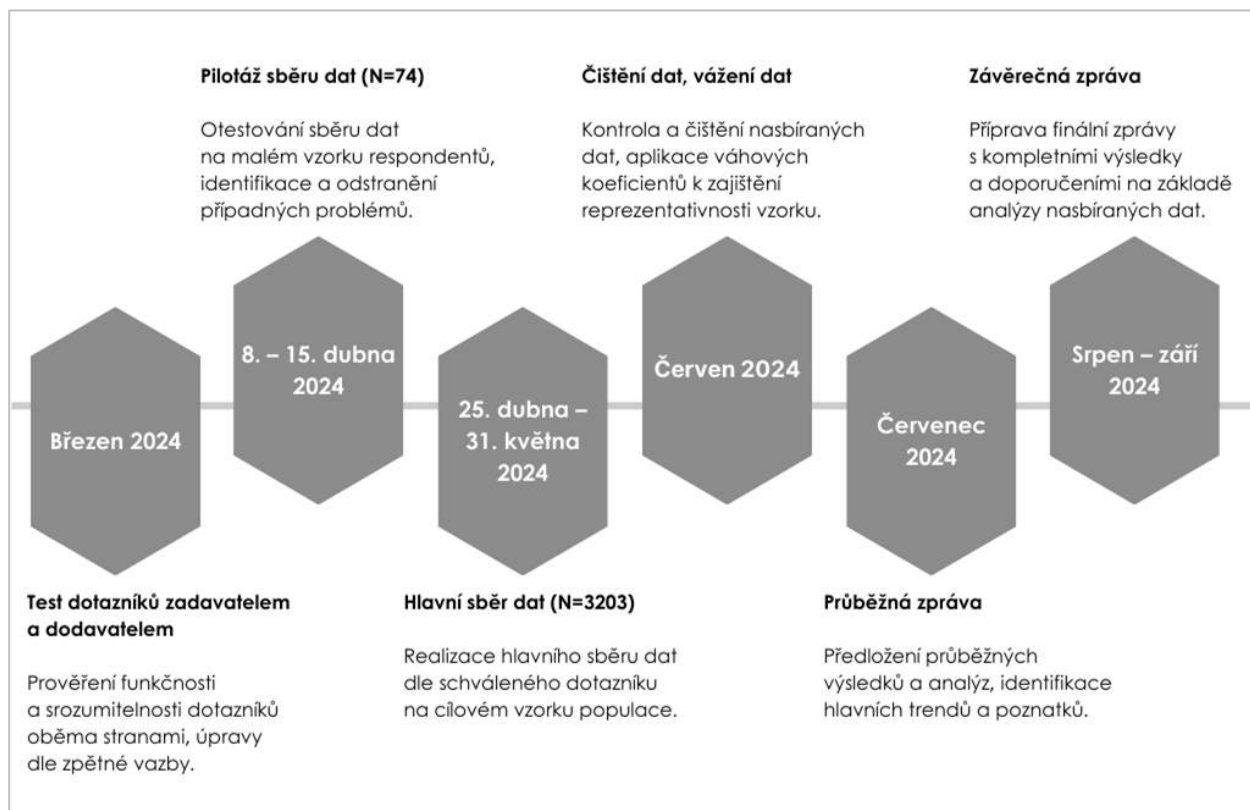 Pilotáž sběru dat (N=74)
Otestování sběru dat
na malém vzorku respondentů,
identifikace a odstranění
případných problémů.
Čištění dat, vážení dat
Kontrola a čištění nasbíraných
dat, aplikace váhových
koeficientů k zajištění
reprezentativnosti vzorku.
Závěrečná zpráva
Příprava finální zprávy
s kompletními výsledky
a doporučeními na základě
analýzy nasbíraných dat.
Březen 2024
8. – 15. dubna
2024
25. dubna –
31. května
2024
Červen 2024
Červenec
2024
Srpen – září
2024
Test dotazníků zadavatelem
a dodavatelem
Prověření funkčnosti
a srozumitelnosti dotazníků
oběma stranami, úpravy
dle zpětné vazby.
Hlavní sběr dat (N=3203)
Realizace hlavního sběru dat
dle schváleného dotazníku
na cílovém vzorku populace.
Průběžná zpráva
Předložení průběžných
výsledků a analýz, identifikace
hlavních trendů a poznatků.